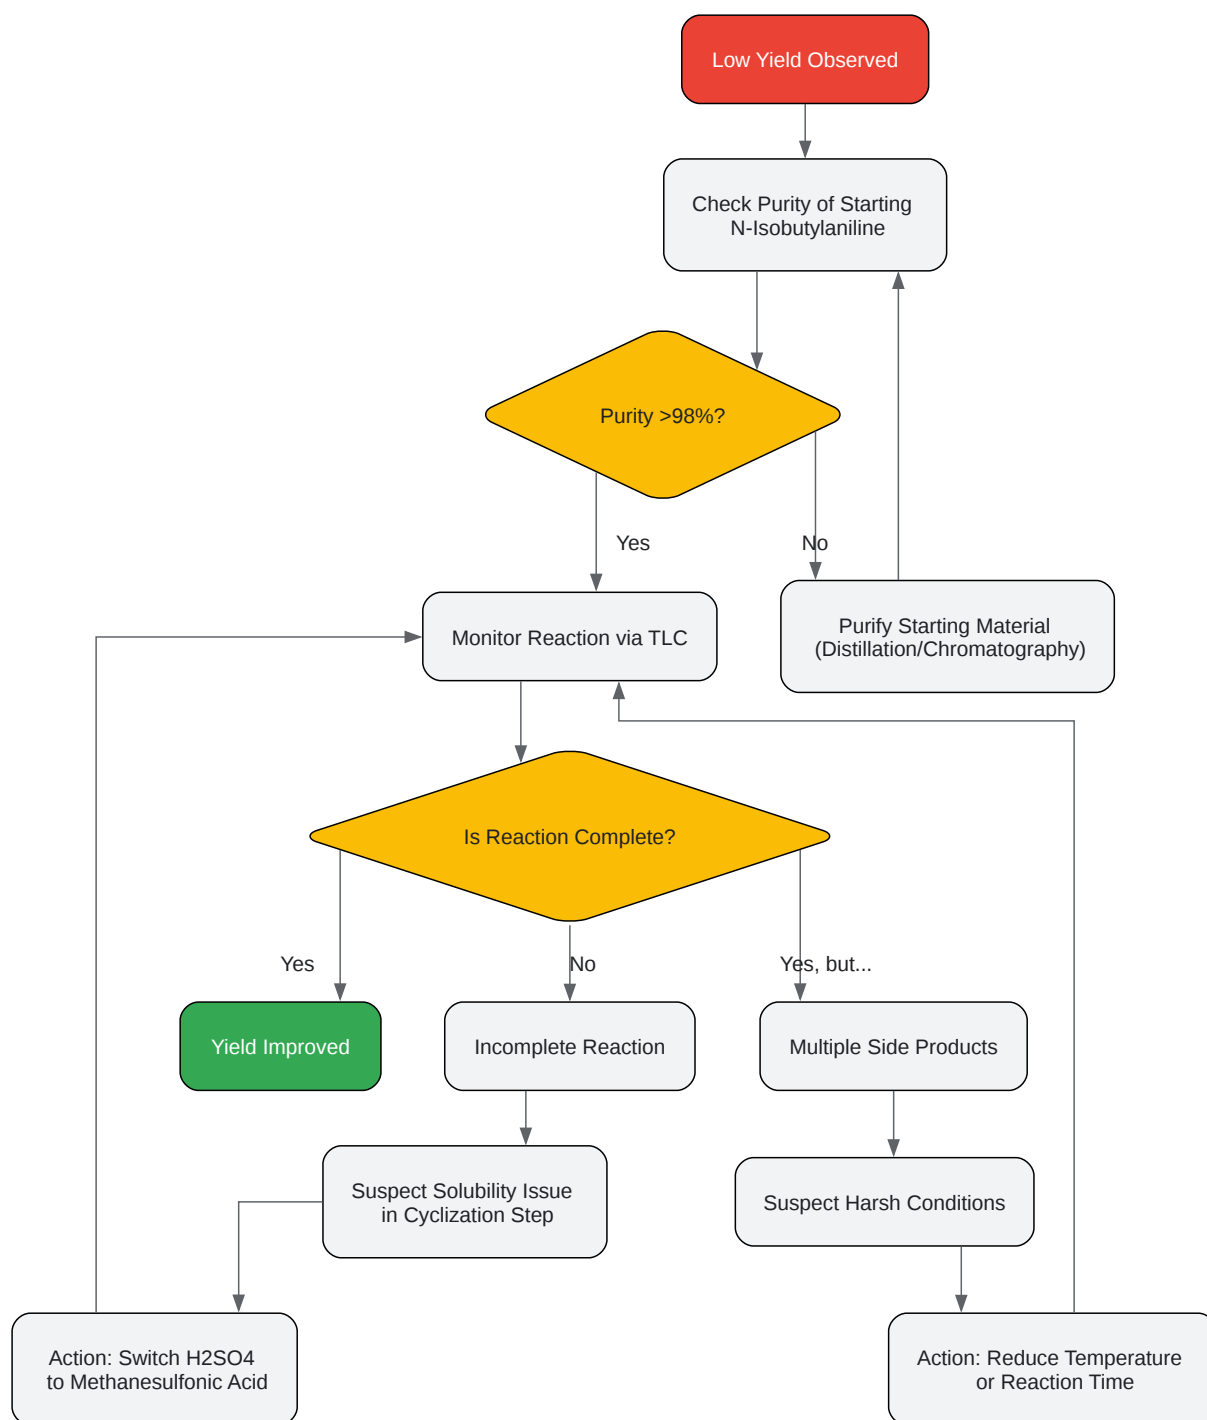 Low Yield Observed
Check Purity of Starting
N-Isobutylaniline
Purity >98%?
Yes
No
Purify Starting Material
(Distillation/Chromatography)
Monitor Reaction via TLC
Is Reaction Complete?
Yes
No
Yes, but...
Yield Improved
Incomplete Reaction
Multiple Side Products
Suspect Solubility Issue
in Cyclization Step
Suspect Harsh Conditions
Action: Switch H2SO4
to Methanesulfonic Acid
Action: Reduce Temperature
or Reaction Time